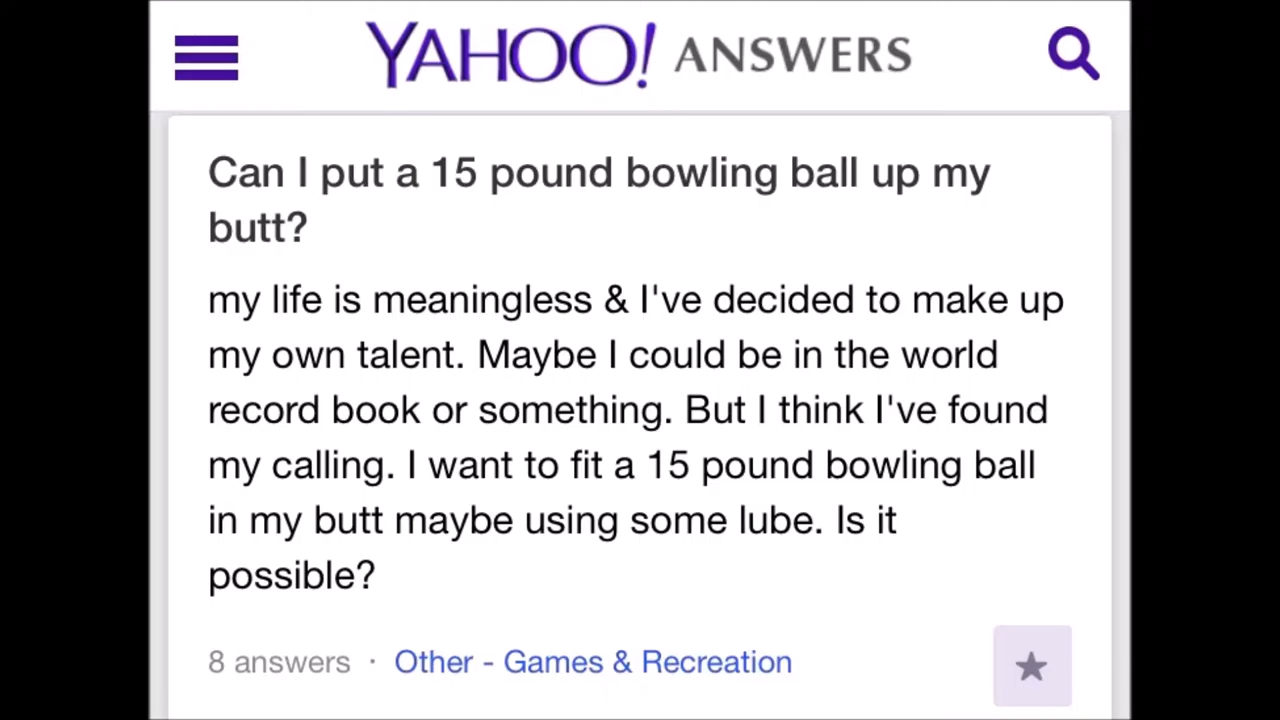 YAHOO! ANSWERS
Can I put a 15 pound bowling ball up my
butt?
my life is meaningless & I've decided to make up
my own talent. Maybe I could be in the world
record book or something. But I think I've found
my calling. I want to fit a 15 pound bowling ball
in my butt maybe using some lube. Is it
possible?
8 answers · Other - Games & Recreation